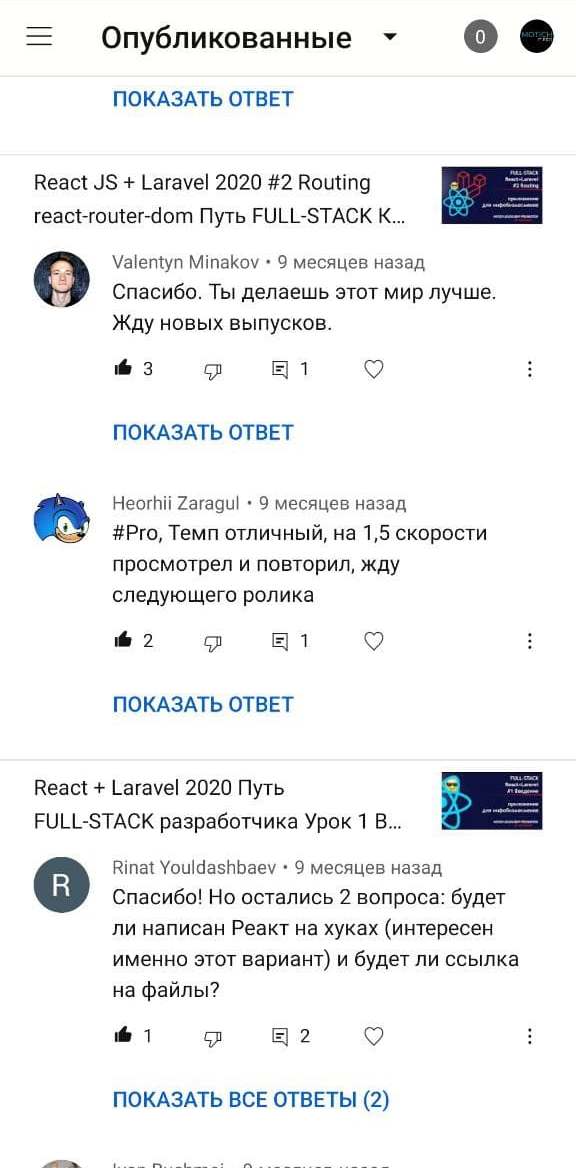 Опубликованные
0
ПОКАЗАТЬ ОТВЕТ
React JS + Laravel 2020 #2 Routing
react-router-dom Путь FULL-STACK К...
FULL-STACK
React+Laravel
#2 Routing
приложение
Valentyn Minakov • 9 месяцев назад
Спасибо. Ты делаешь этот мир лучше.
Жду новых выпусков.
3
1
ПОКАЗАТЬ ОТВЕТ
Heorhii Zaragul • 9 месяцев назад
#Pro, Темп отличный, на 1,5 скорости
просмотрел и повторил, жду
следующего ролика
2
1
ПОКАЗАТЬ ОТВЕТ
React + Laravel 2020 Путь
FULL-STACK разработчика Урок 1 В...
FULL-STACK
React+Laravel
#1 Введение
приложение
R
Rinat Youldashbaev • 9 месяцев назад
Спасибо! Но остались 2 вопроса: будет
ли написан Реакт на хуках (интересен
именно этот вариант) и будет ли ссылка
на файлы?
1
2
ПОКАЗАТЬ ВСЕ ОТВЕТЫ (2)